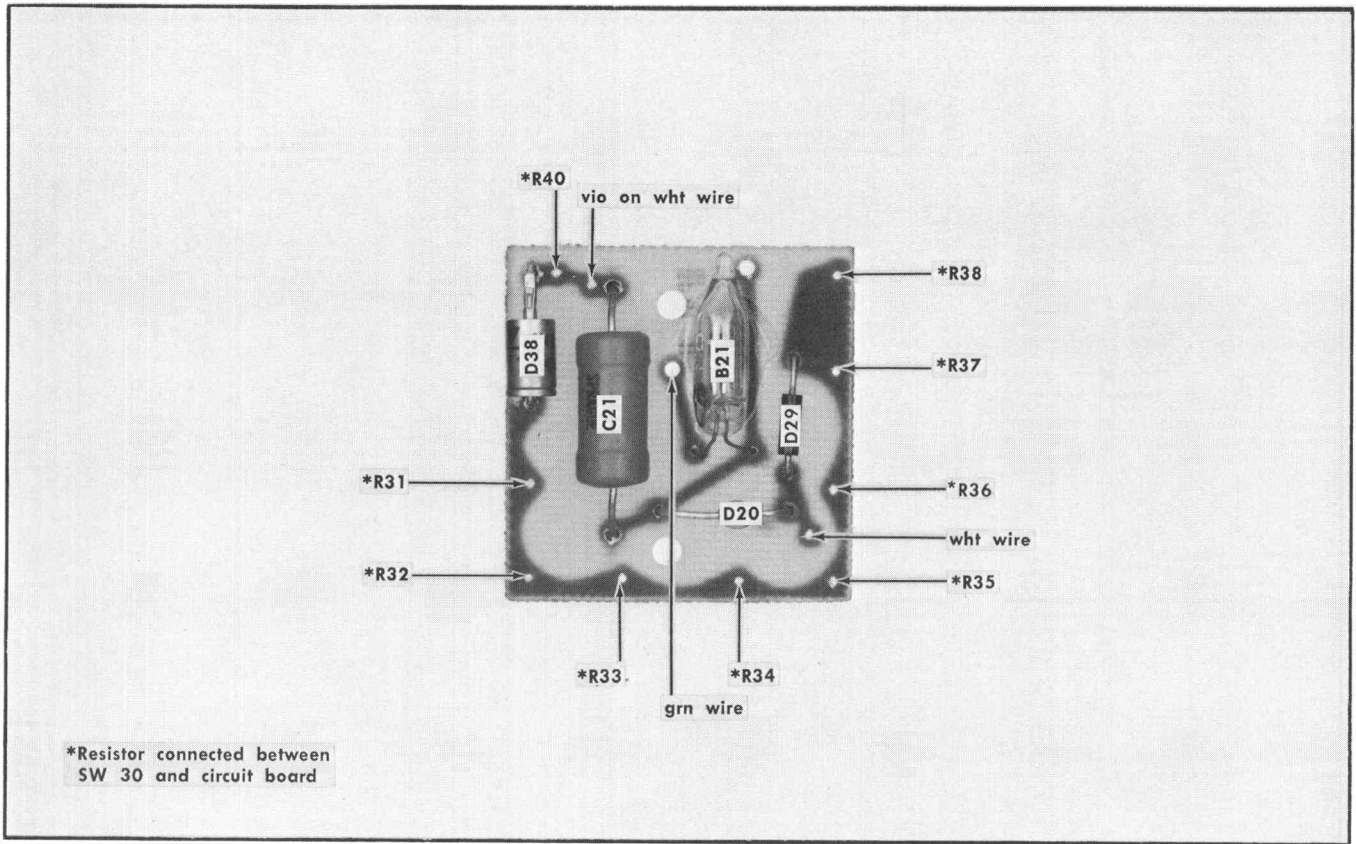 *R40
vio on wht wire
*R38
D38
B21
*R37
C21
D29
*R31
*R36
D20
wht wire
*R32
*R35
*R33
*R34
grn wire
*Resistor connected between
SW 30 and circuit board